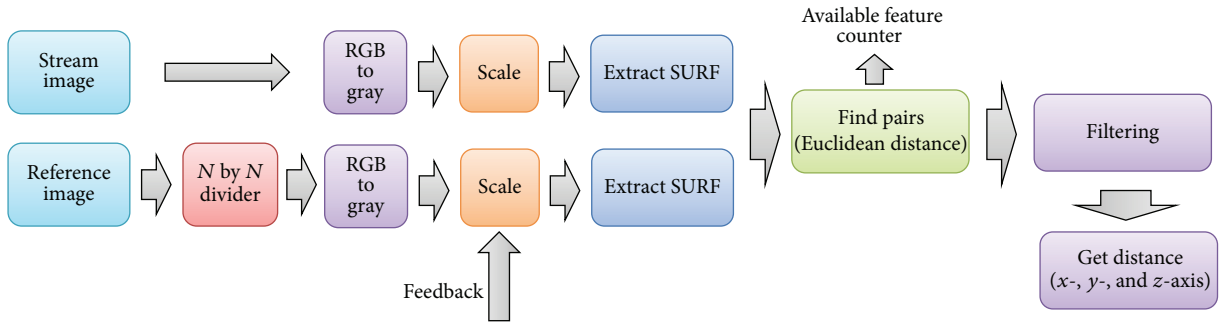 Available feature
counter
Stream
image
RGB
to
gray
Scale
Extract SURF
Find pairs
(Euclidean distance)
Filtering
Reference
image
N by N
divider
RGB
to
gray
Scale
Extract SURF
Get distance
(x-, y-, and z-axis)
Feedback